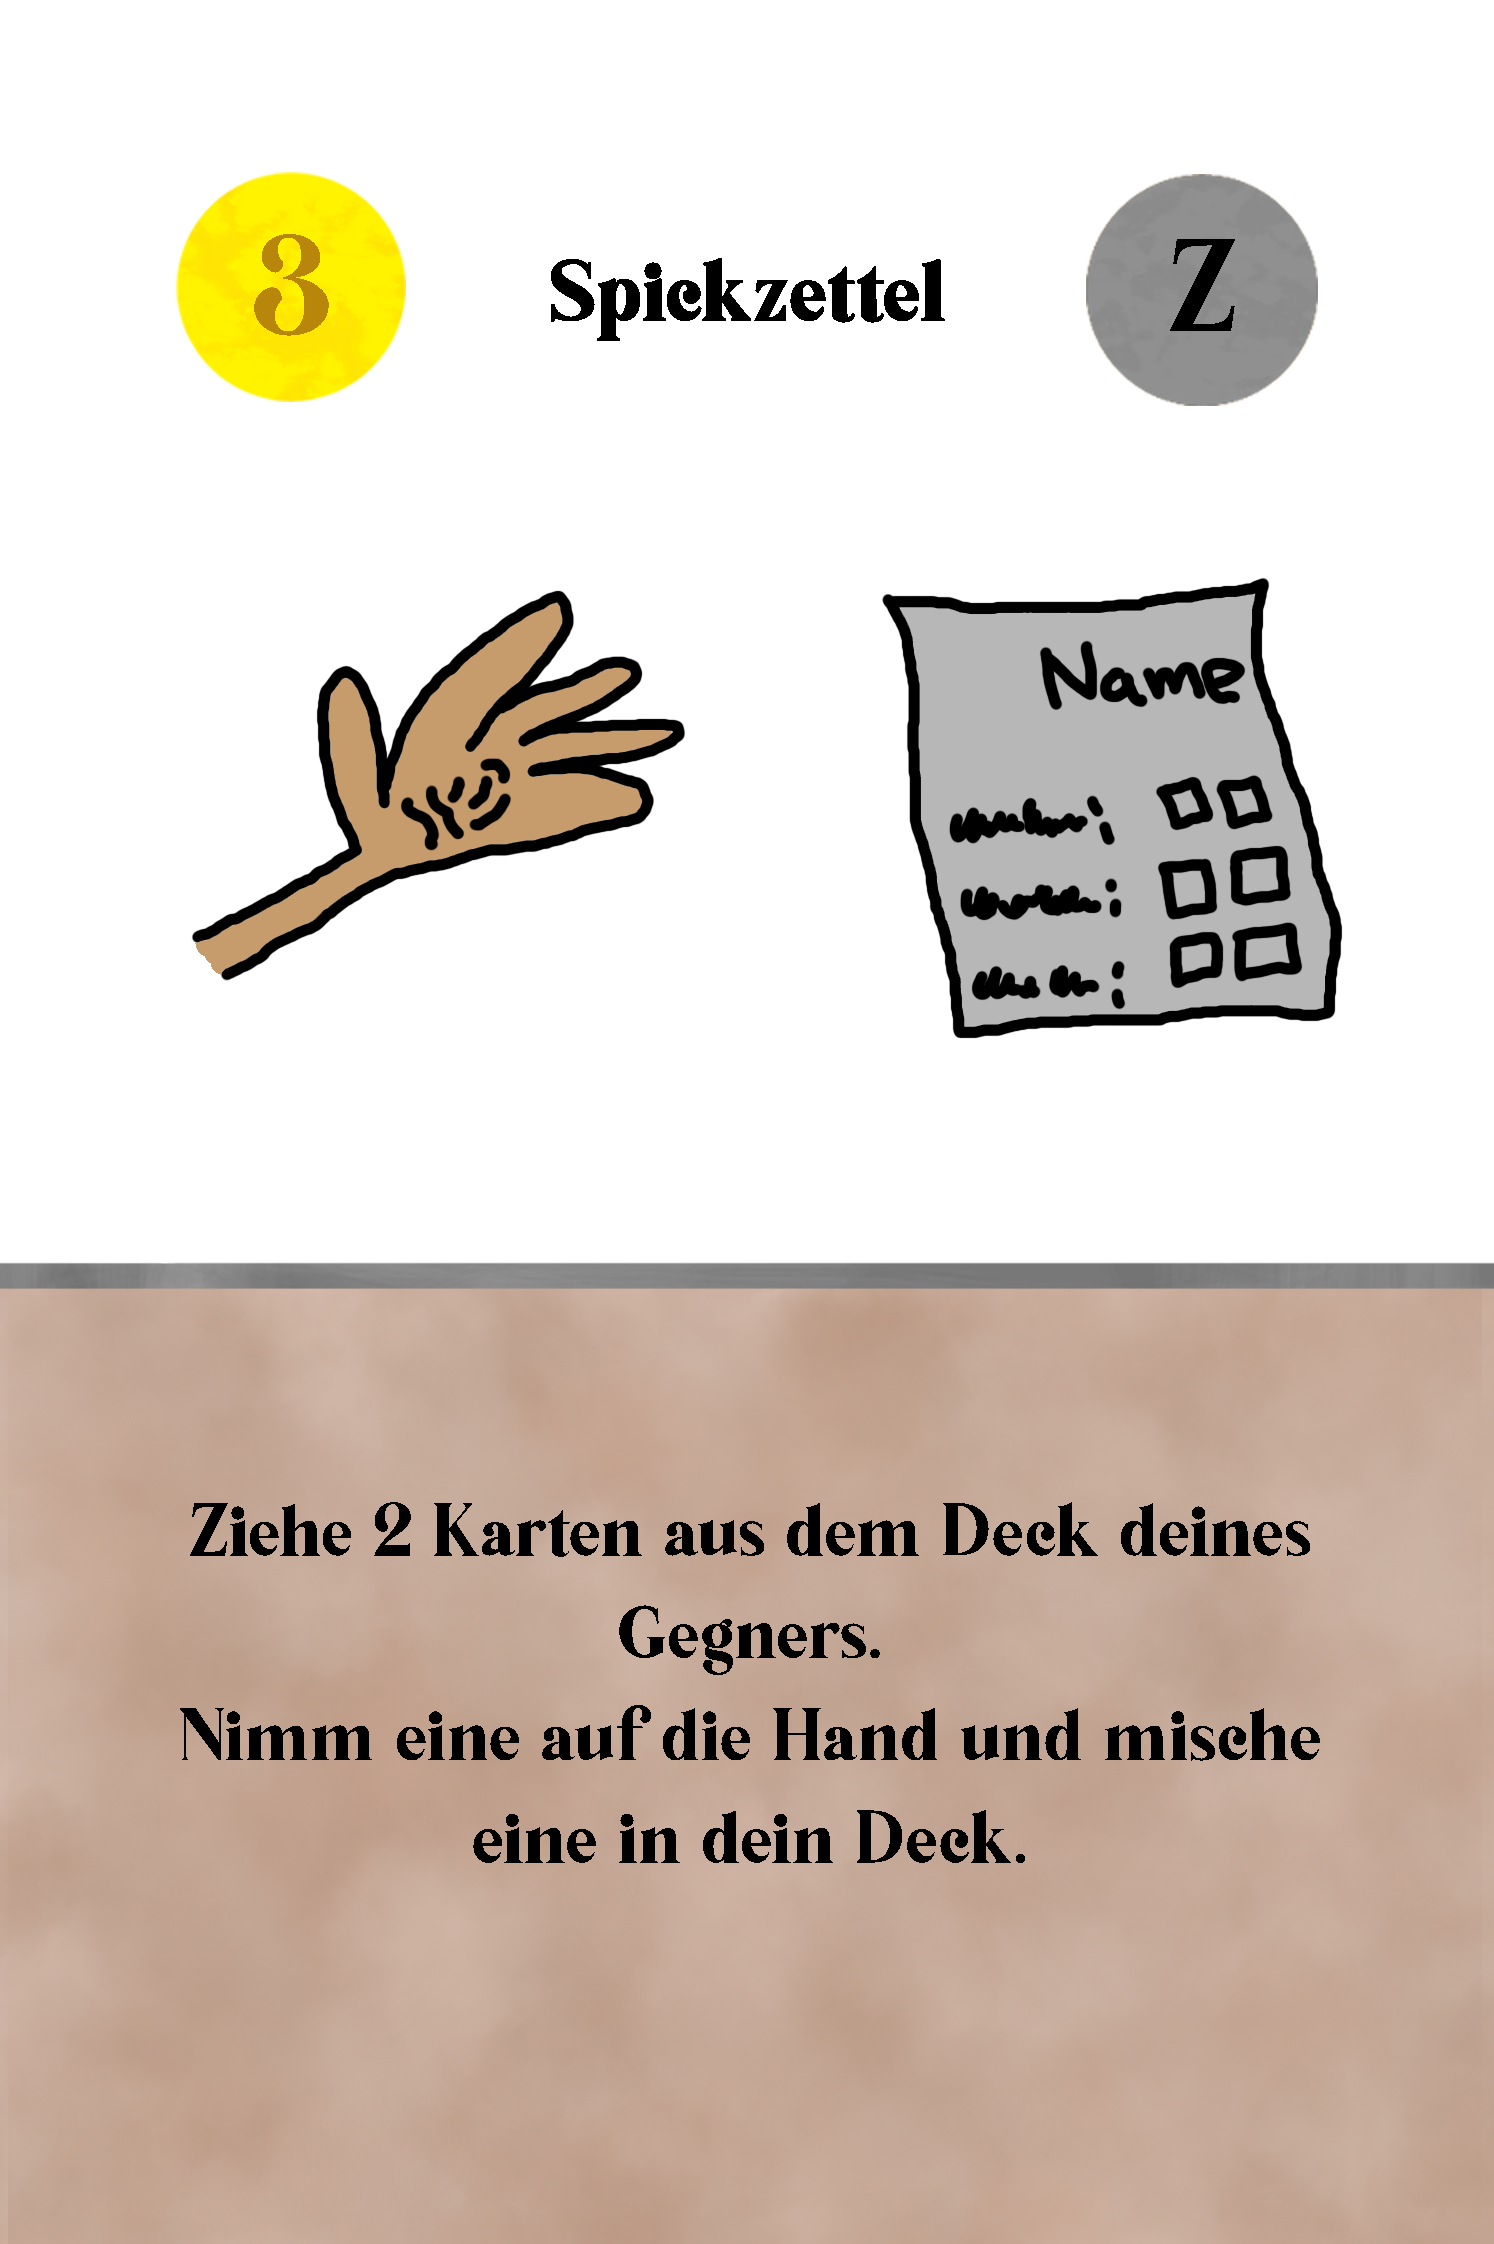 3 Spickzettel Z
Name
Ziehe 2 Karten aus dem Deck deines
Gegners.
Nimm eine auf die Hand und mische
eine in dein Deck.